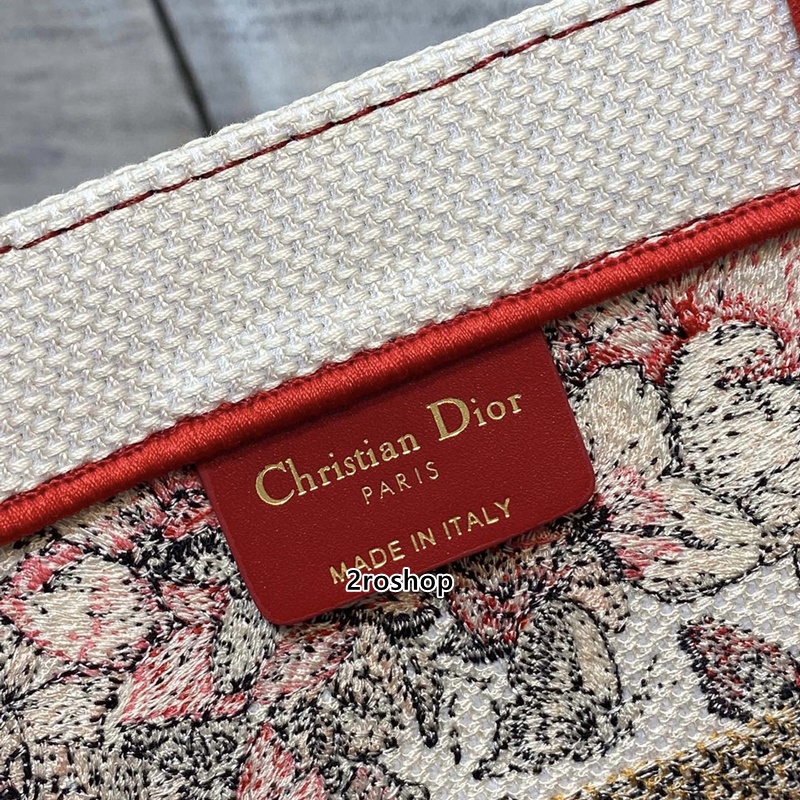 Christian Dior
PARIS
MADE IN ITALY
2roshop